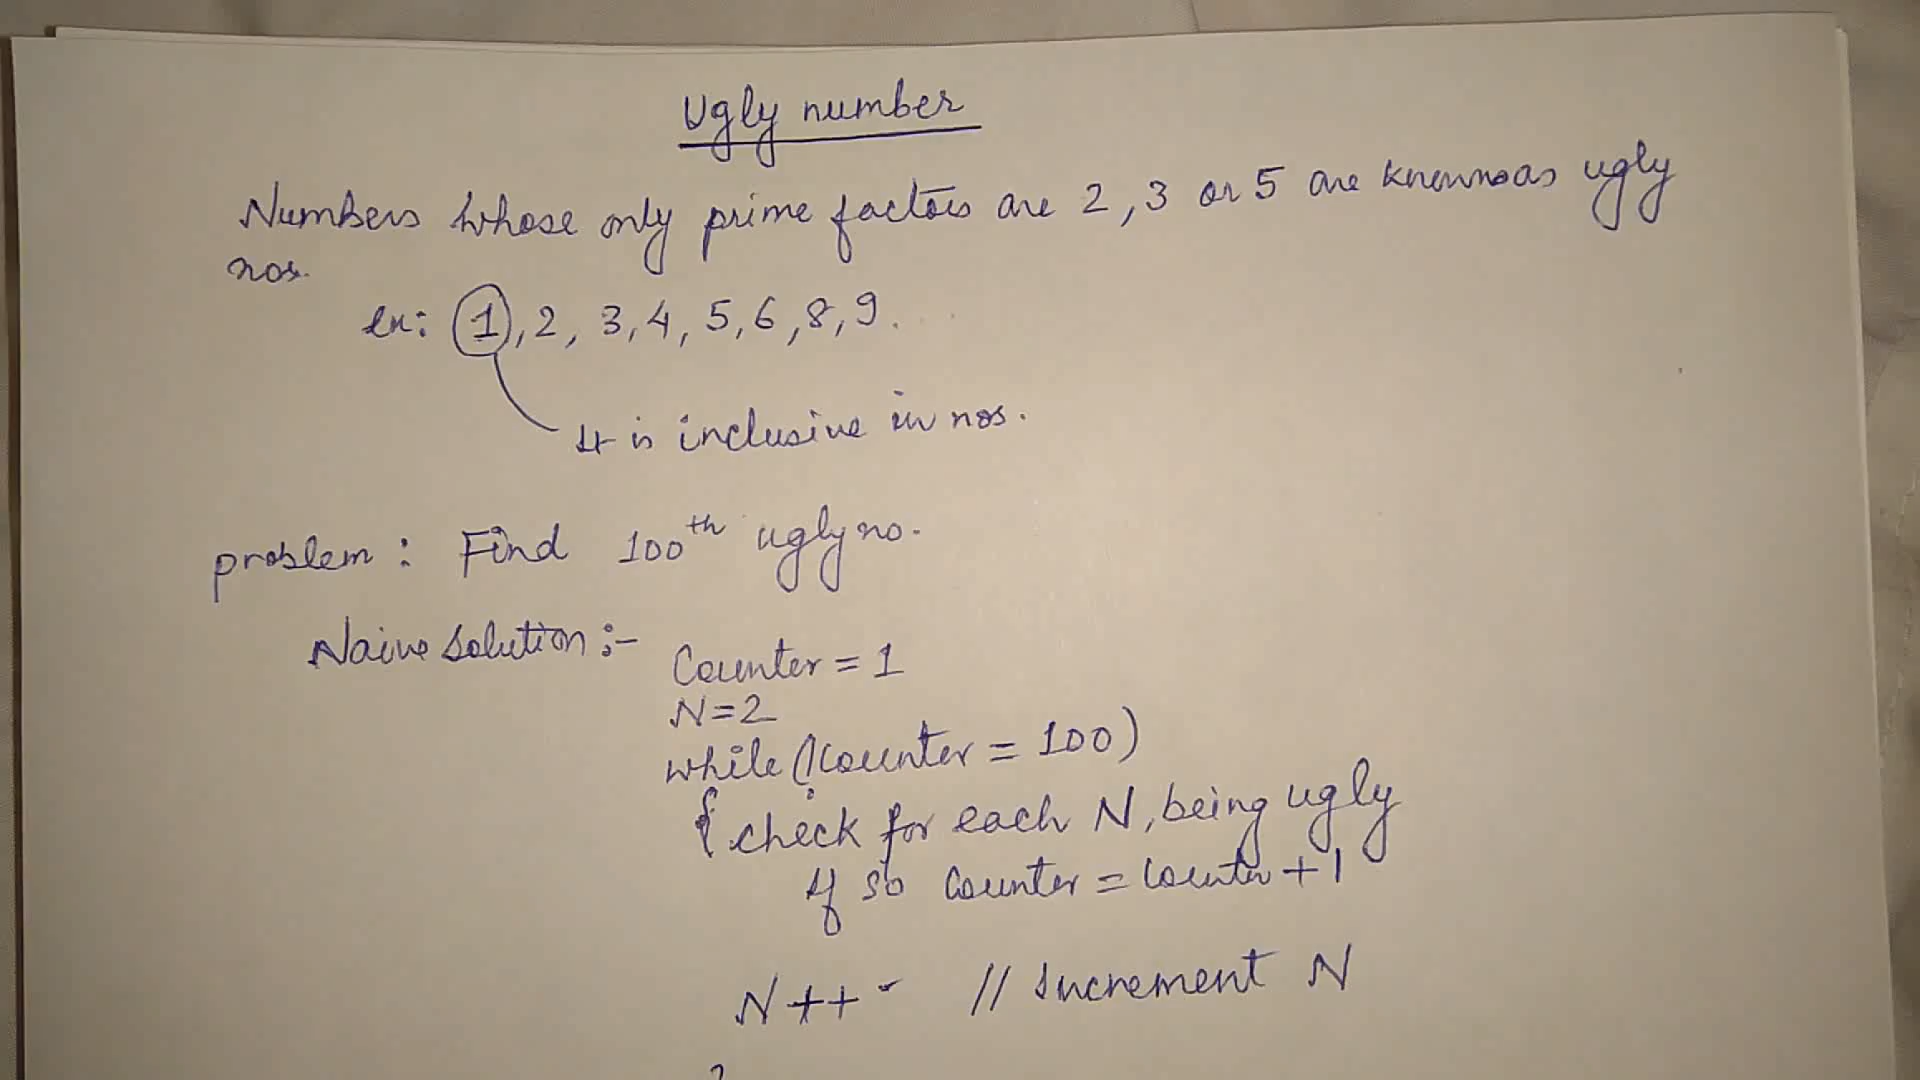 Ugly number
Numbers whose only prime factors are 2, 3 or 5 are known as ugly
nos.
ex: 1, 2, 3, 4, 5, 6, 8, 9. . . .
It is inclusive in nos.
problem: Find 100th ugly no.
Naive Solution :-
Counter = 1
N=2
while (!counter = 100)
{ check for each N, being ugly
If so Counter = counter + 1
N++ // Increment N
}